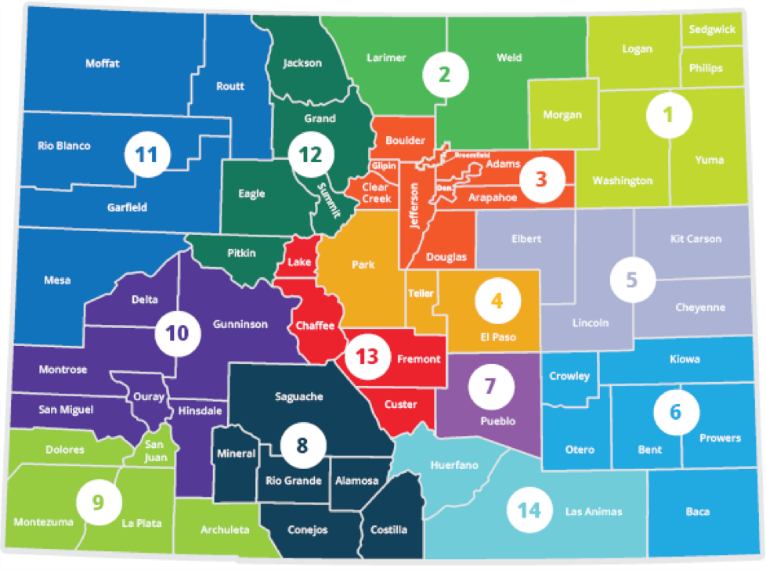 Sedgwick
Logan
Moffat
Jackson
Larimer
Weld
Philips
2
Routt
Morgan
1
Grand
Rio Blanco
11
12
Boulder
Broomfield
Adams
Yuma
Gilpin
3
Washington
Eagle
Summit
Clear
Creek
Den.
Jefferson
Arapahoe
Garfield
Elbert
Kit Carson
Pitkin
Lake
Park
Douglas
Mesa
5
Teller
4
Delta
Cheyenne
Gunninson
Chaffee
Lincoln
10
El Paso
13
Fremont
Kiowa
Montrose
Crowley
7
Ouray
Saguache
Custer
San Miguel
Hinsdale
6
Pueblo
Prowers
Dolores
San
Juan
Mineral
8
Otero
Bent
Huerfano
Rio Grande
Alamosa
9
14
Las Animas
Baca
Montezuma
La Plata
Archuleta
Conejos
Costilla